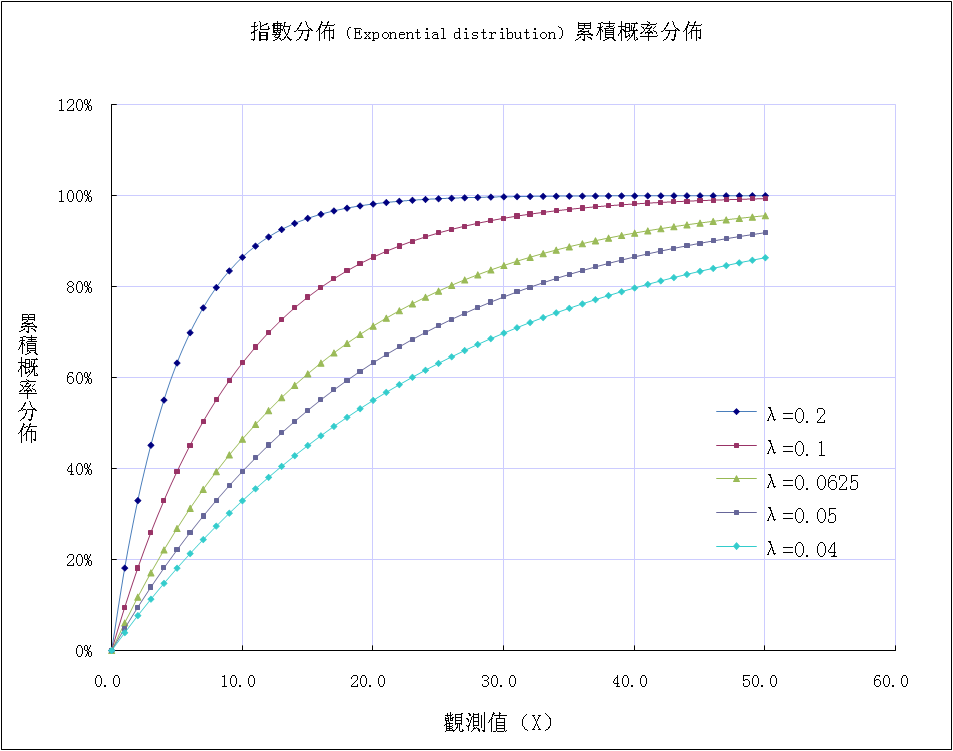 指數分佈（Exponential distribution）累積概率分佈
120%
100%
80%
60%
40%
20%
0%
累積概率分佈
λ=0.2
λ=0.1
λ=0.0625
λ=0.05
λ=0.04
0.0 10.0 20.0 30.0 40.0 50.0 60.0
觀測值（X）